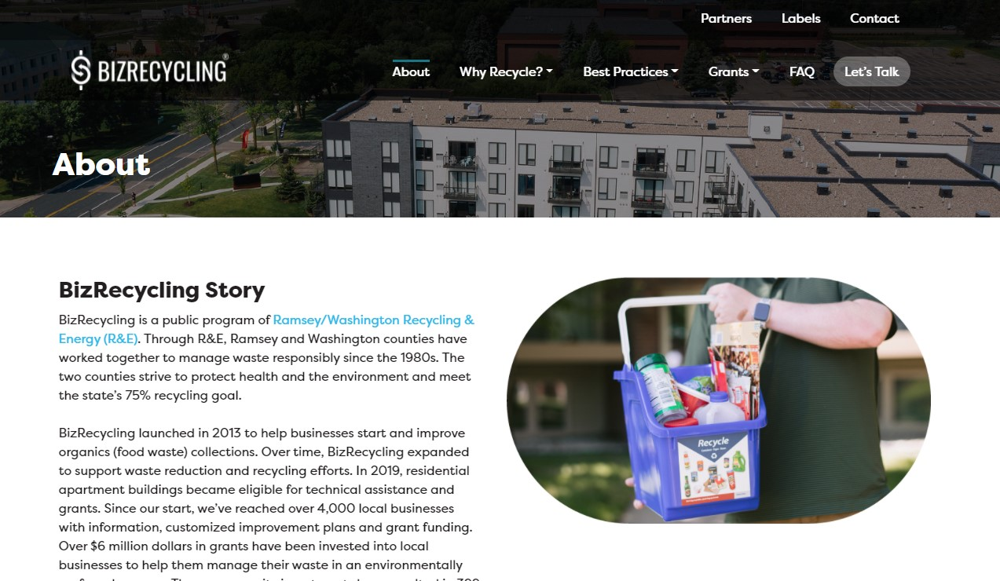 Partners Labels Contact
BIZRECYCLING®
About Why Recycle? Best Practices Grants FAQ Let's Talk
About
BizRecycling Story
BizRecycling is a public program of Ramsey/Washington Recycling &
Energy (R&E). Through R&E, Ramsey and Washington counties have
worked together to manage waste responsibly since the 1980s. The
two counties strive to protect health and the environment and meet
the state's 75% recycling goal.
BizRecycling launched in 2013 to help businesses start and improve
organics (food waste) collections. Over time, BizRecycling expanded
to support waste reduction and recycling efforts. In 2019, residential
apartment buildings became eligible for technical assistance and
grants. Since our start, we've reached over 4,000 local businesses
with information, customized improvement plans and grant funding.
Over $6 million dollars in grants have been invested into local
businesses to help them manage their waste in an environmentally
Recycle